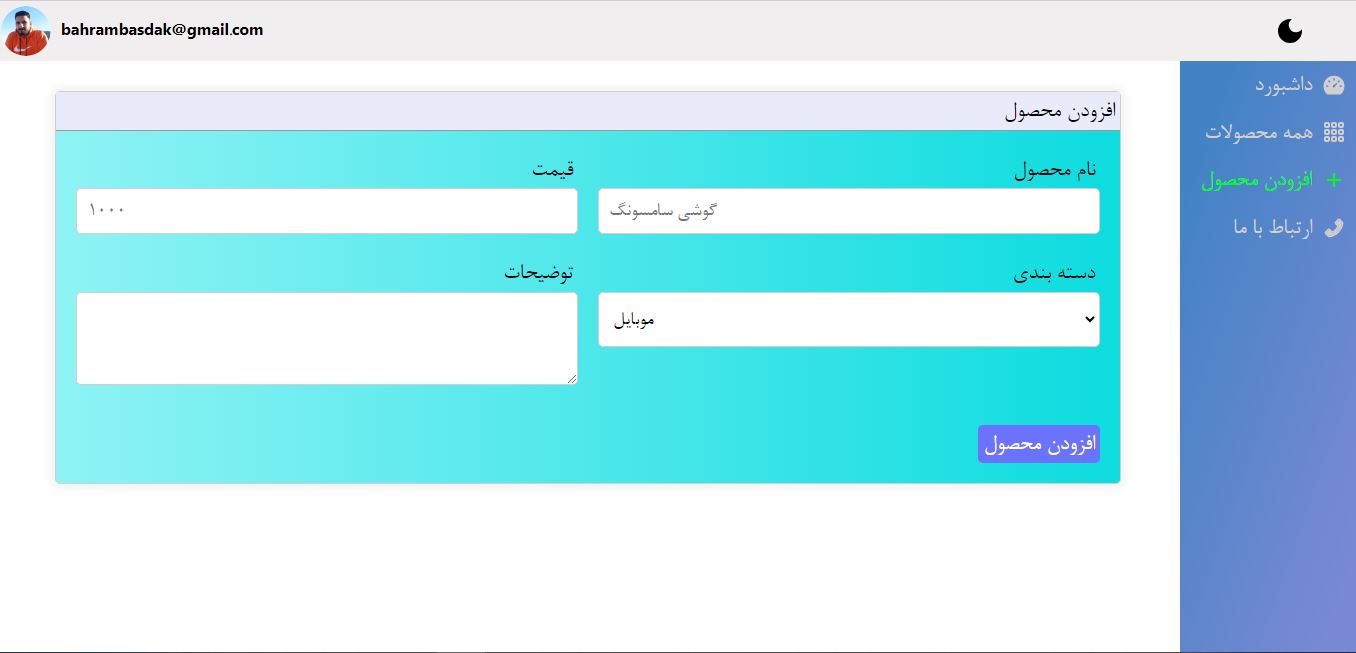 bahrambasdak@gmail.com
داشبورد
همه محصولات
افزودن محصول
ارتباط با ما
افزودن محصول
نام محصول
قیمت
گوشی سامسونگ
۱۰۰۰
دسته بندی
توضیحات
موبایل
افزودن محصول